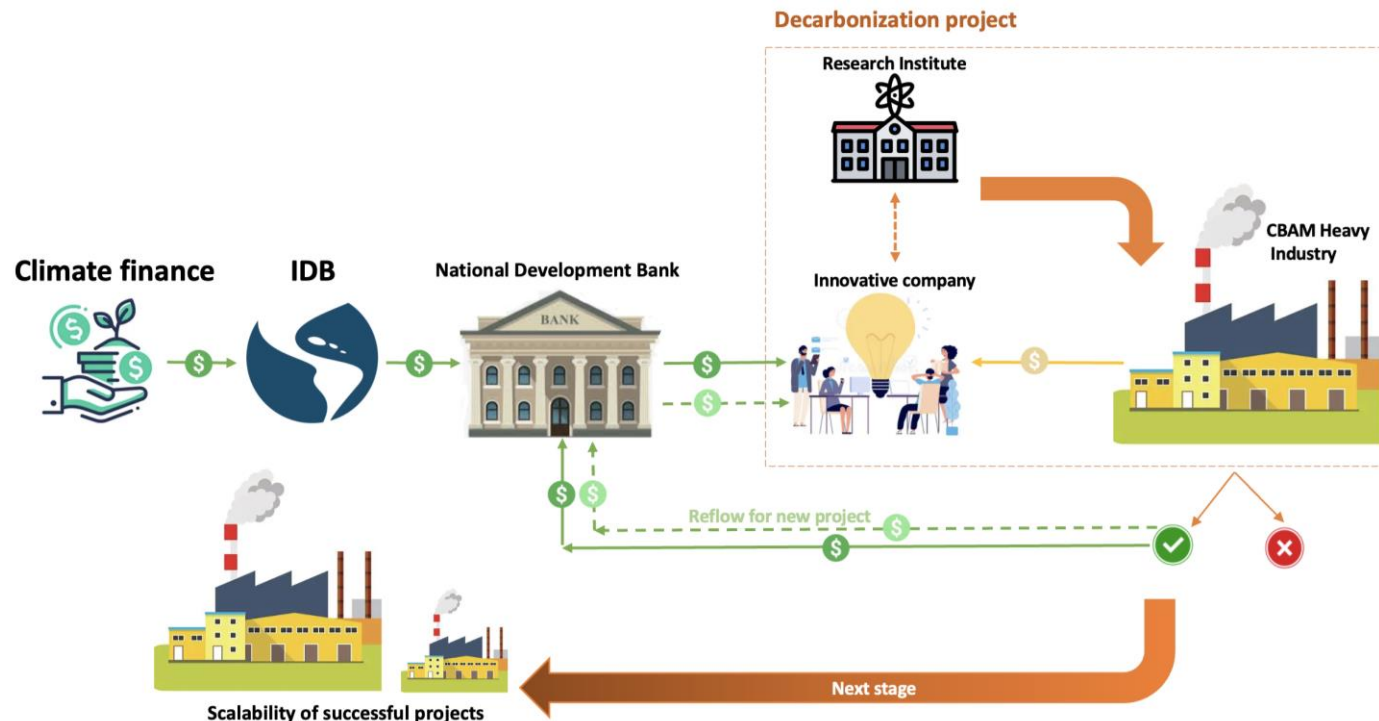 Decarbonization project
Research Institute
CBAM Heavy
Industry
Climate finance
IDB
National Development Bank
Innovative company
BANK
$
$
$
$
$
$
$
$
$
Reflow for new project
$
$
Next stage
Scalability of successful projects